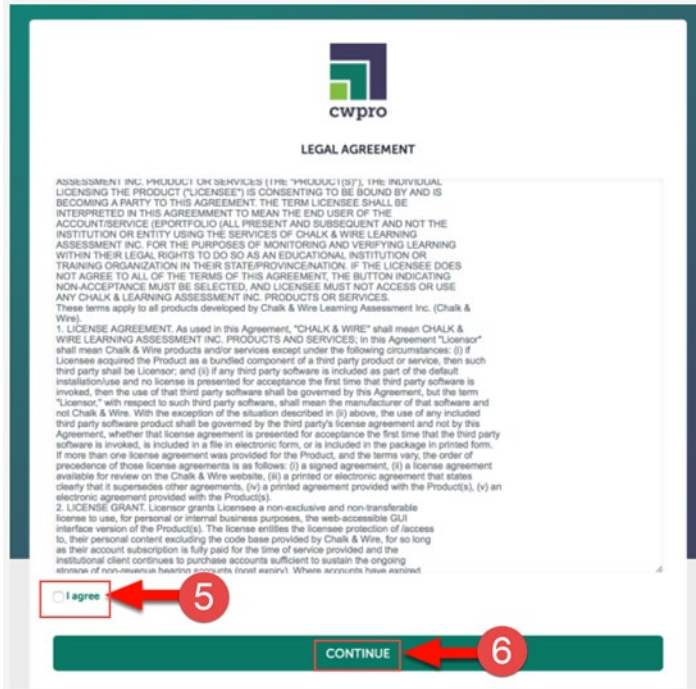 cwpro
LEGAL AGREEMENT
ASSESSMENT INC. PRODUCT OR SERVICES (THE "PRODUCT(S)"), THE INDIVIDUAL
LICENSING THE PRODUCT ("LICENSEE") IS CONSENTING TO BE BOUND BY AND IS
BECOMING A PARTY TO THIS AGREEMENT. THE TERM LICENSEE SHALL BE
INTERPRETED IN THIS AGREEMMENT TO MEAN THE END USER OF THE
ACCOUNT/SERVICE (EPORTFOLIO (ALL PRESENT AND SUBSEQUENT AND NOT THE
INSTITUTION OR ENTITY USING THE SERVICES OF CHALK & WIRE LEARNING
ASSESSMENT INC. FOR THE PURPOSES OF MONITORING AND VERIFYING LEARNING
WITHIN THEIR LEGAL RIGHTS TO DO SO AS AN EDUCATIONAL INSTITUTION OR
TRAINING ORGANIZATION IN THEIR STATE/PROVINCE/NATION. IF THE LICENSEE DOES
NOT AGREE TO ALL OF THE TERMS OF THIS AGREEMENT, THE BUTTON INDICATING
NON-ACCEPTANCE MUST BE SELECTED, AND LICENSEE MUST NOT ACCESS OR USE
ANY CHALK & LEARNING ASSESSMENT INC. PRODUCTS OR SERVICES.
These terms apply to all products developed by Chalk & Wire Learning Assessment Inc. (Chalk &
Wire).
1. LICENSE AGREEMENT. As used in this Agreement, "CHALK & WIRE" shall mean CHALK &
WIRE LEARNING ASSESSMENT INC. PRODUCTS AND SERVICES; In this Agreement "Licensor"
shall mean Chalk & Wire products and/or services except under the following circumstances: (i) if
Licensee acquired the Product as a bundled component of a third party product or service, then such
third party shall be Licensor; and (ii) if any third party software is included as part of the default
installation/use and no license is presented for acceptance the first time that third party software is
invoked, then the use of that third party software shall be governed by this Agreement, but the term
"Licensor," with respect to such third party software, shall mean the manufacturer of that software and
not Chalk & Wire. With the exception of the situation described in (ii) above, the use of any included
third party software product shall be governed by the third party's license agreement and not by this
Agreement, whether that license agreement is presented for acceptance the first time that the third party
software is invoked, is included in a file in electronic form, or is included in the package in printed form.
If more than one license agreement was provided for the Product, and the terms vary, the order of
precedence of those license agreements is as follows: (i) a signed agreement, (ii) a license agreement
available for review on the Chalk & Wire website, (iii) a printed or electronic agreement that states
clearly that it supersedes other agreements, (iv) a printed agreement provided with the Product(s), (v) an
electronic agreement provided with the Product(s).
2. LICENSE GRANT. Licensor grants Licensee a non-exclusive and non-transferable
license to use, for personal or internal business purposes, the web-accessible GUI
interface version of the Product(s). The license entitles the licensee protection of /access
to, their personal content excluding the code base provided by Chalk & Wire, for so long
as their account subscription is fully paid for the time of service provided and the
institutional client continues to purchase accounts sufficient to sustain the ongoing
storage of non-revenue bearing accounts (post expiry). Where accounts have expired
I agree
5
CONTINUE
6